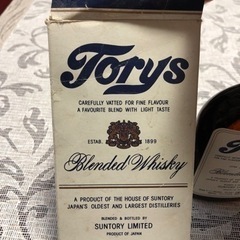 Torys
CAREFULLY VATTED FOR FINE FLAVOUR
A FAVOURITE BLEND WITH LIGHT TASTE
ESTAB. 1899
Blended Whisky
A PRODUCT OF THE HOUSE OF SUNTORY
JAPAN'S OLDEST AND LARGEST DISTILLERIES
BLENDED & BOTTLED BY
SUNTORY LIMITED
PRODUCT OF JAPAN